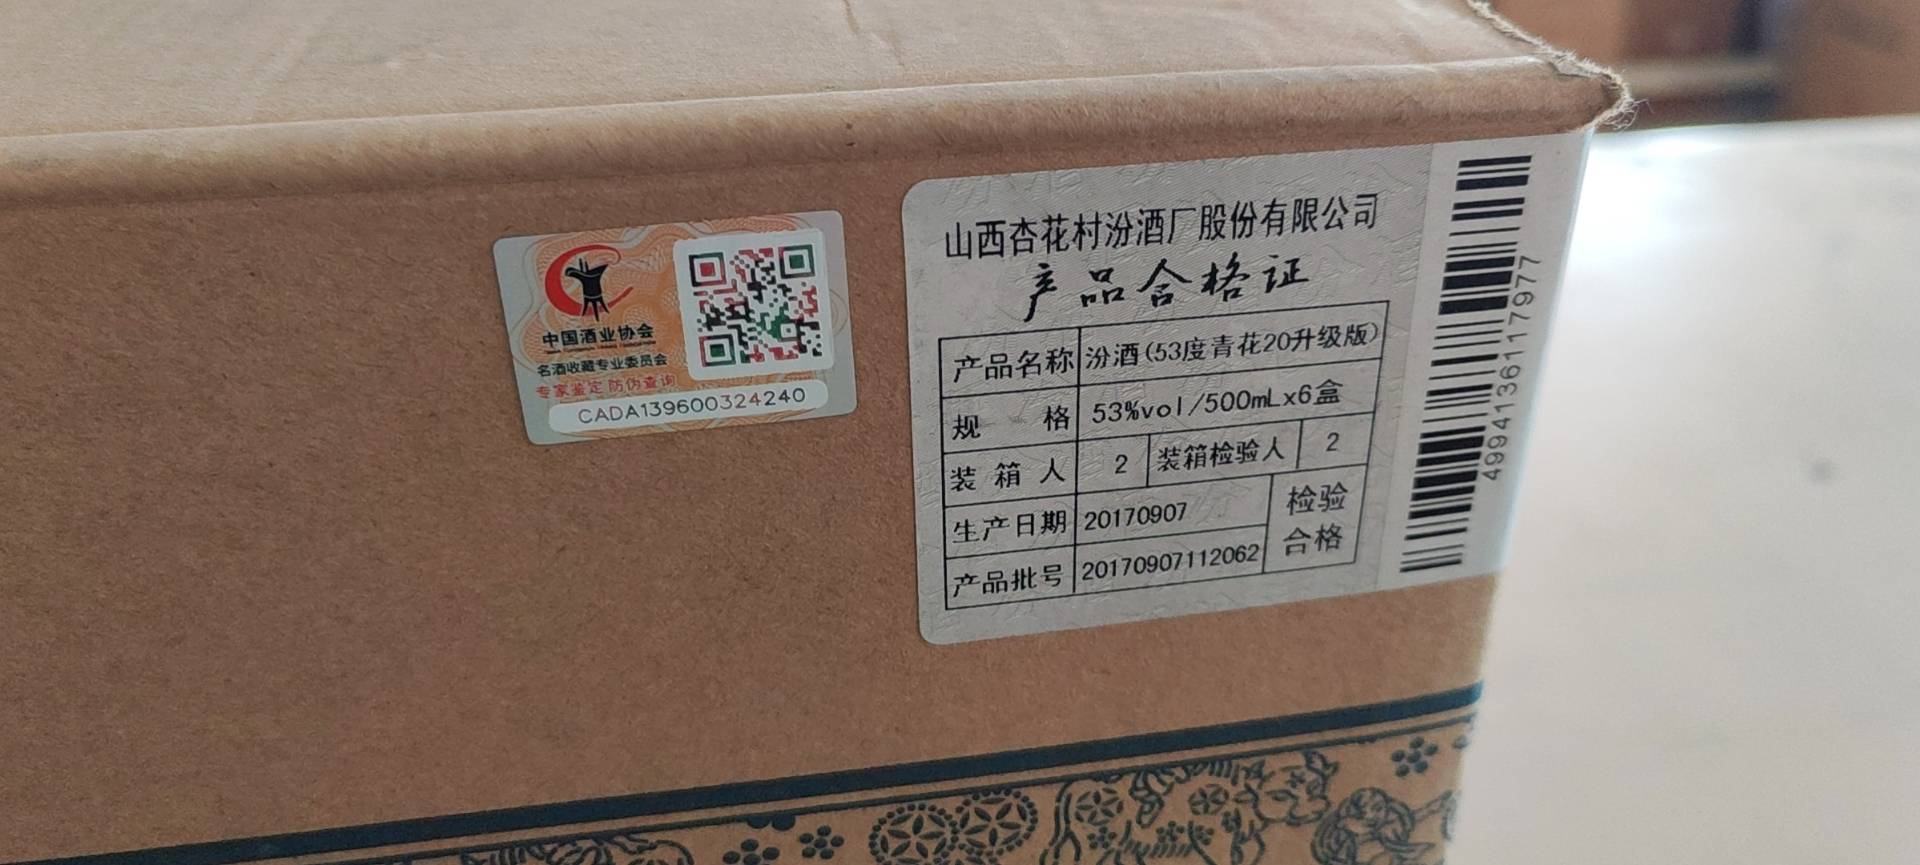 中国酒业协会
名酒收藏专业委员会
专家鉴定 防伪查询
CADA139600324240
山西杏花村汾酒厂股份有限公司
产品合格证
产品名称 汾酒(53度青花20升级版)
规 格 53%vol/500mLx6盒
装 箱 人 2 装箱检验人 2
生产日期 20170907 检验
产品批号 20170907112062 合格
4994136117977